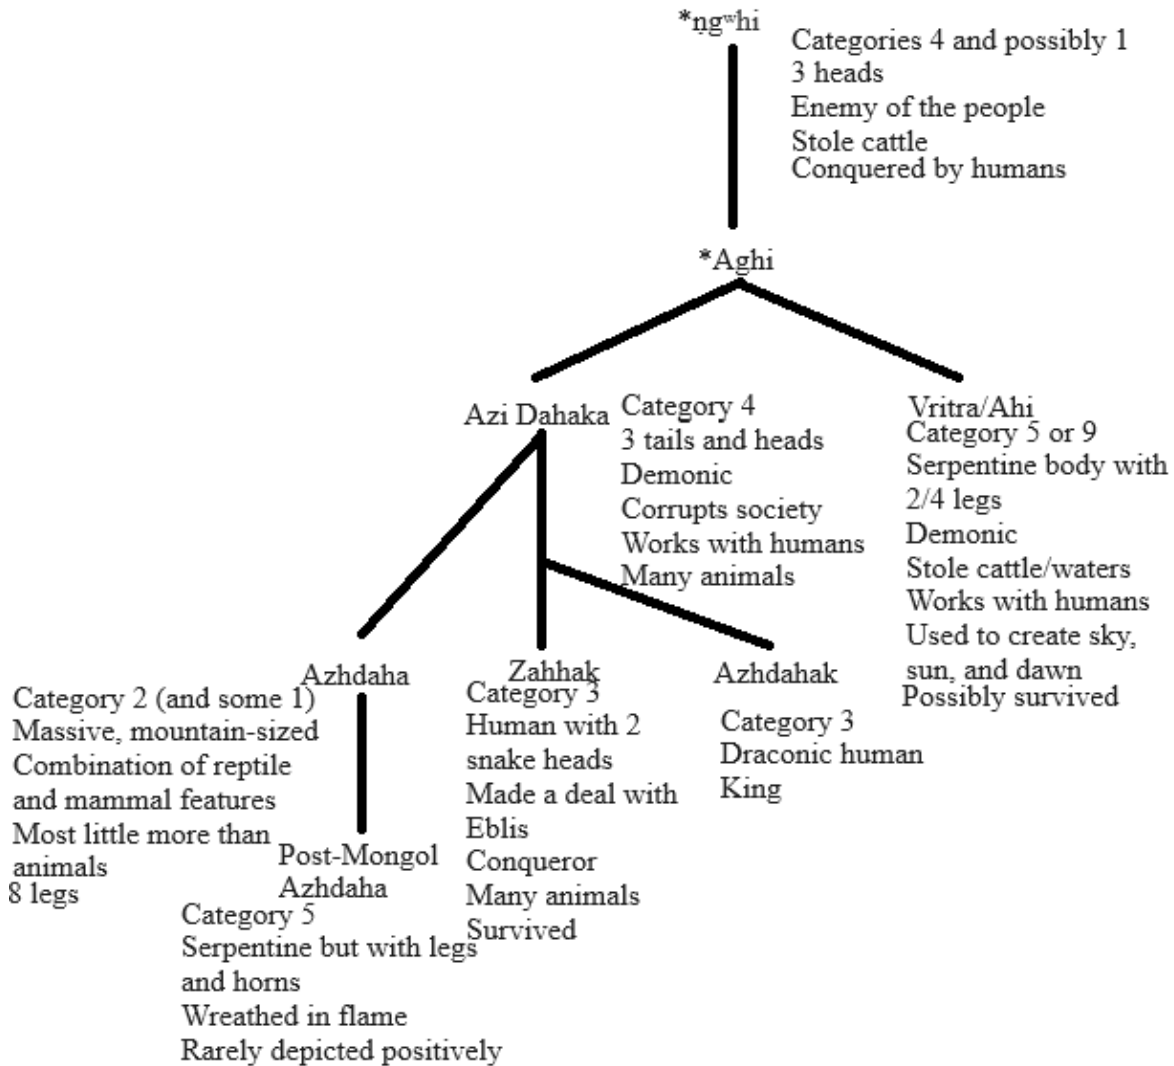 *n̥gʷhi
Categories 4 and possibly 1
3 heads
Enemy of the people
Stole cattle
Conquered by humans
*Aghi
Azi Dahaka
Category 4
3 tails and heads
Demonic
Corrupts society
Works with humans
Many animals
Vritra/Ahi
Category 5 or 9
Serpentine body with
2/4 legs
Demonic
Stole cattle/waters
Works with humans
Used to create sky,
sun, and dawn
Possibly survived
Azhdaha
Category 2 (and some 1)
Massive, mountain-sized
Combination of reptile
and mammal features
Most little more than
animals
8 legs
Zahhak
Category 3
Human with 2
snake heads
Made a deal with
Eblis
Conqueror
Many animals
Survived
Azhdahak
Category 3
Draconic human
King
Post-Mongol
Azhdaha
Category 5
Serpentine but with legs
and horns
Wreathed in flame
Rarely depicted positively